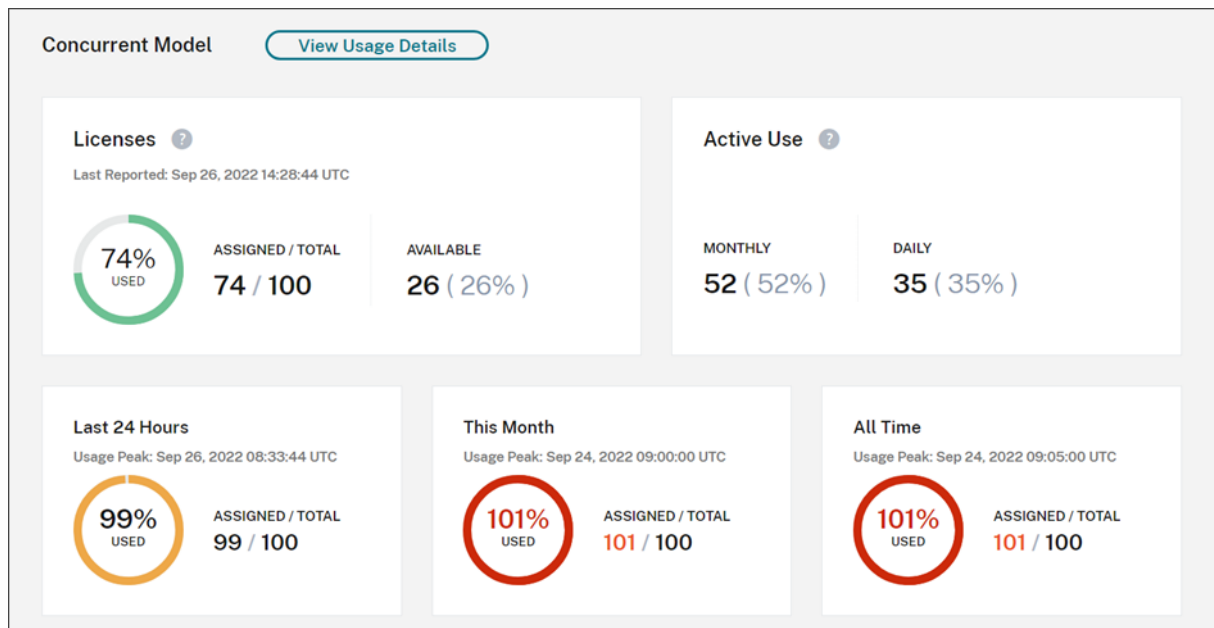 Concurrent Model
View Usage Details
Licenses ?
Last Reported: Sep 26, 2022 14:28:44 UTC
74%
USED
ASSIGNED / TOTAL
74 / 100
AVAILABLE
26 ( 26% )
Active Use ?
MONTHLY
52 ( 52% )
DAILY
35 ( 35% )
Last 24 Hours
Usage Peak: Sep 26, 2022 08:33:44 UTC
99%
USED
ASSIGNED / TOTAL
99 / 100
This Month
Usage Peak: Sep 24, 2022 09:00:00 UTC
101%
USED
ASSIGNED / TOTAL
101 / 100
All Time
Usage Peak: Sep 24, 2022 09:05:00 UTC
101%
USED
ASSIGNED / TOTAL
101 / 100